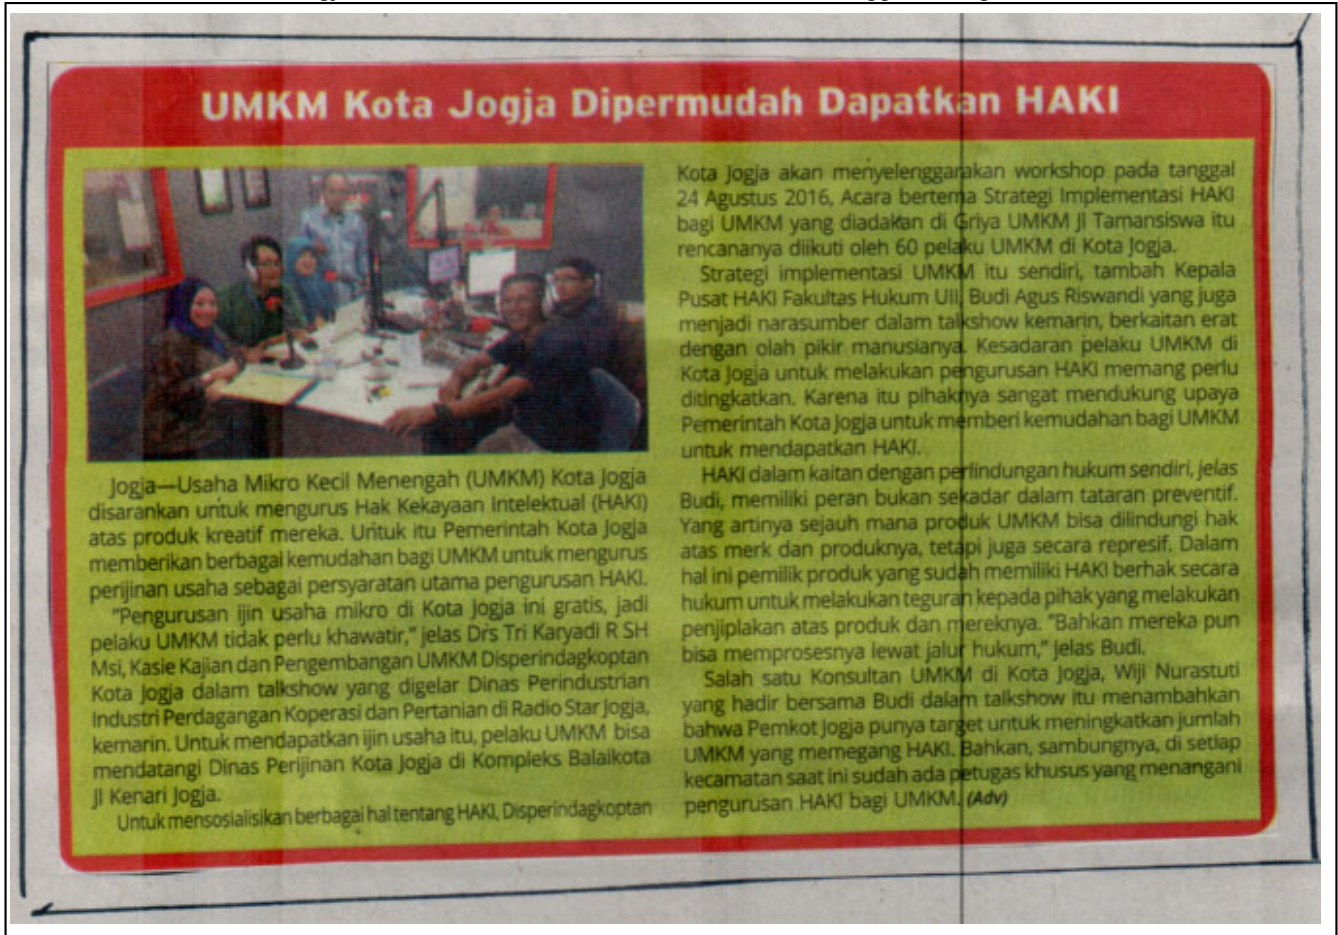 UMKM Kota Jogja Dipermudah Dapatkan HAKI
Jogja—Usaha Mikro Kecil Menengah (UMKM) Kota Jogja
disarankan untuk mengurus Hak Kekayaan Intelektual (HAKI)
atas produk kreatif mereka. Untuk itu Pemerintah Kota Jogja
memberikan berbagai kemudahan bagi UMKM untuk mengurus
perijinan usaha sebagai persyaratan utama pengurusan HAKI.
"Pengurusan ijin usaha mikro di Kota Jogja ini gratis, jadi
pelaku UMKM tidak perlu khawatir," jelas Drs Tri Karyadi R SH
Msi, Kasie Kajian dan Pengembangan UMKM Disperindagkoptan
Kota Jogja dalam talkshow yang digelar Dinas Perindustrian
Industri Perdagangan Koperasi dan Pertanian di Radio Star Jogja,
kemarin. Untuk mendapatkan ijin usaha itu, pelaku UMKM bisa
mendatangi Dinas Perijinan Kota Jogja di Kompleks Balaikota
Jl Kenari Jogja.
Untuk mensosialisikan berbagai hal tentang HAKI, Disperindagkoptan
Kota Jogja akan menyelenggarakan workshop pada tanggal
24 Agustus 2016, Acara bertema Strategi Implementasi HAKI
bagi UMKM yang diadakan di Griya UMKM Jl Tamansiswa itu
rencananya diikuti oleh 60 pelaku UMKM di Kota Jogja.
Strategi implementasi UMKM itu sendiri, tambah Kepala
Pusat HAKI Fakultas Hukum UII, Budi Agus Riswandi yang juga
menjadi narasumber dalam talkshow kemarin, berkaitan erat
dengan olah pikir manusianya. Kesadaran pelaku UMKM di
Kota Jogja untuk melakukan pengurusan HAKI memang perlu
ditingkatkan. Karena itu pihaknya sangat mendukung upaya
Pemerintah Kota Jogja untuk memberi kemudahan bagi UMKM
untuk mendapatkan HAKI.
HAKI dalam kaitan dengan perlindungan hukum sendiri, jelas
Budi, memiliki peran bukan sekadar dalam tataran preventif.
Yang artinya sejauh mana produk UMKM bisa dilindungi hak
atas merk dan produknya, tetapi juga secara represif. Dalam
hal ini pemilik produk yang sudah memiliki HAKI berhak secara
hukum untuk melakukan teguran kepada pihak yang melakukan
penjiplakan atas produk dan mereknya. "Bahkan mereka pun
bisa memprosesnya lewat jalur hukum," jelas Budi.
Salah satu Konsultan UMKM di Kota Jogja, Wiji Nurastuti
yang hadir bersama Budi dalam talkshow itu menambahkan
bahwa Pemkot Jogja punya target untuk meningkatkan jumlah
UMKM yang memegang HAKI. Bahkan, sambungnya, di setiap
kecamatan saat ini sudah ada petugas khusus yang menangani
pengurusan HAKI bagi UMKM. (Adv)